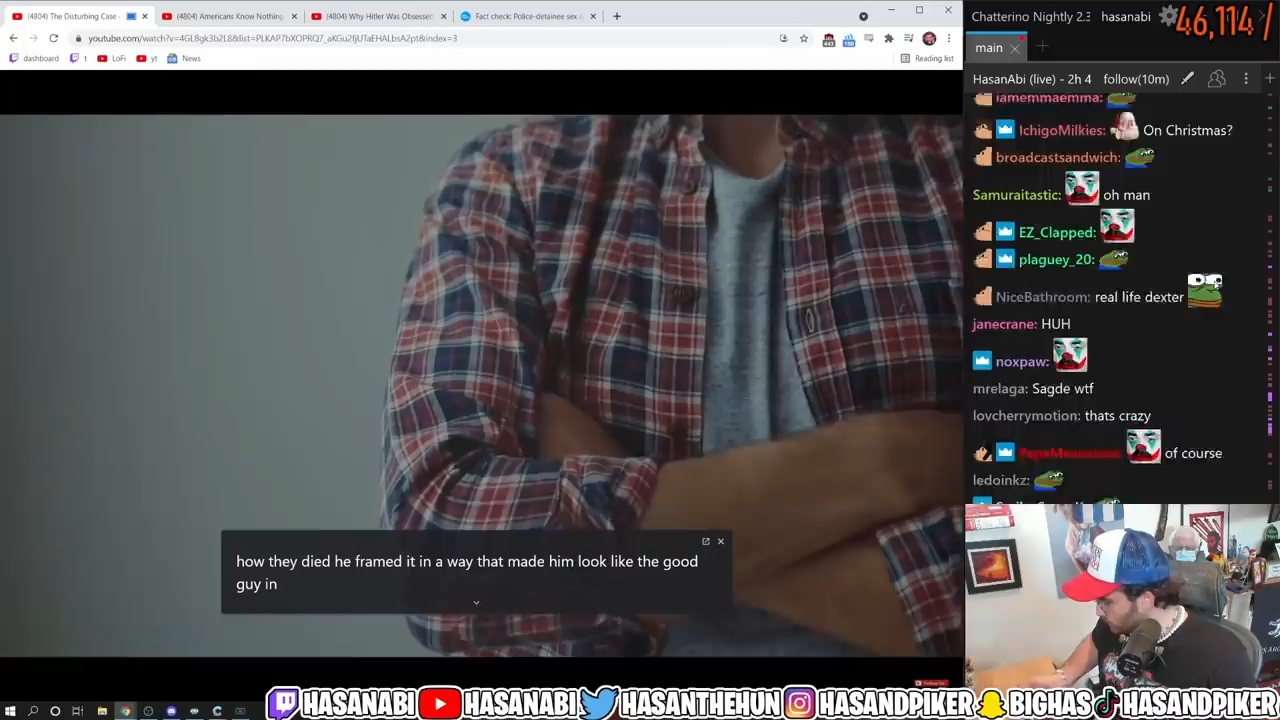 (4804) The Disturbing Case
(4804) Americans Know Nothing
(4804) Why Hitler Was Obsessed
Fact check: Police-detainee sex is
youtube.com/watch?v=4GL8gk3b2L8&list=PLKAP7bXOPRQ7_aKGu2fjUTaEHALbsA2pt&index=3
dashboard
t
LoFi
yt
News
Reading list
how they died he framed it in a way that made him look like the good
guy in
Follow Us
Chatterino Nightly 2.3
hasanabi
46,114 /
main
HasanAbi (live) - 2h 4
follow(10m)
iamemmaemma:
IchigoMilkies: On Christmas?
broadcastsandwich:
Samuraitastic: oh man
EZ_Clapped:
plaguey_20:
NiceBathroom: real life dexter
janecrane: HUH
noxpaw:
mrelaga: Sagde wtf
lovcherrymotion: thats crazy
of course
ledoinkz:
HASANABI
HASANABI
HASANTHEHUN
HASANDPIKER
BIGHAS
HASANDPIKER